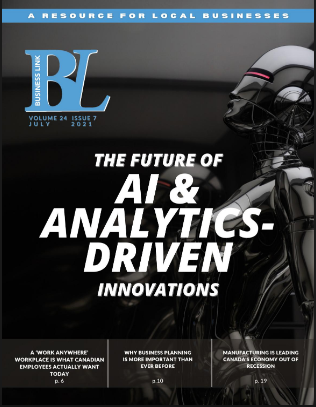 A RESOURCE FOR LOCAL BUSINESSES
BUSINESS LINK
BL
VOLUME 24 ISSUE 7
JULY 2021
THE FUTURE OF
AI &
ANALYTICS-
DRIVEN
INNOVATIONS
A 'WORK ANYWHERE'
WORKPLACE IS WHAT CANADIAN
EMPLOYEES ACTUALLY WANT
TODAY
p. 6
WHY BUSINESS PLANNING
IS MORE IMPORTANT THAN
EVER BEFORE
p.10
MANUFACTURING IS LEADING
CANADA'S ECONOMY OUT OF
RECESSION
p. 19